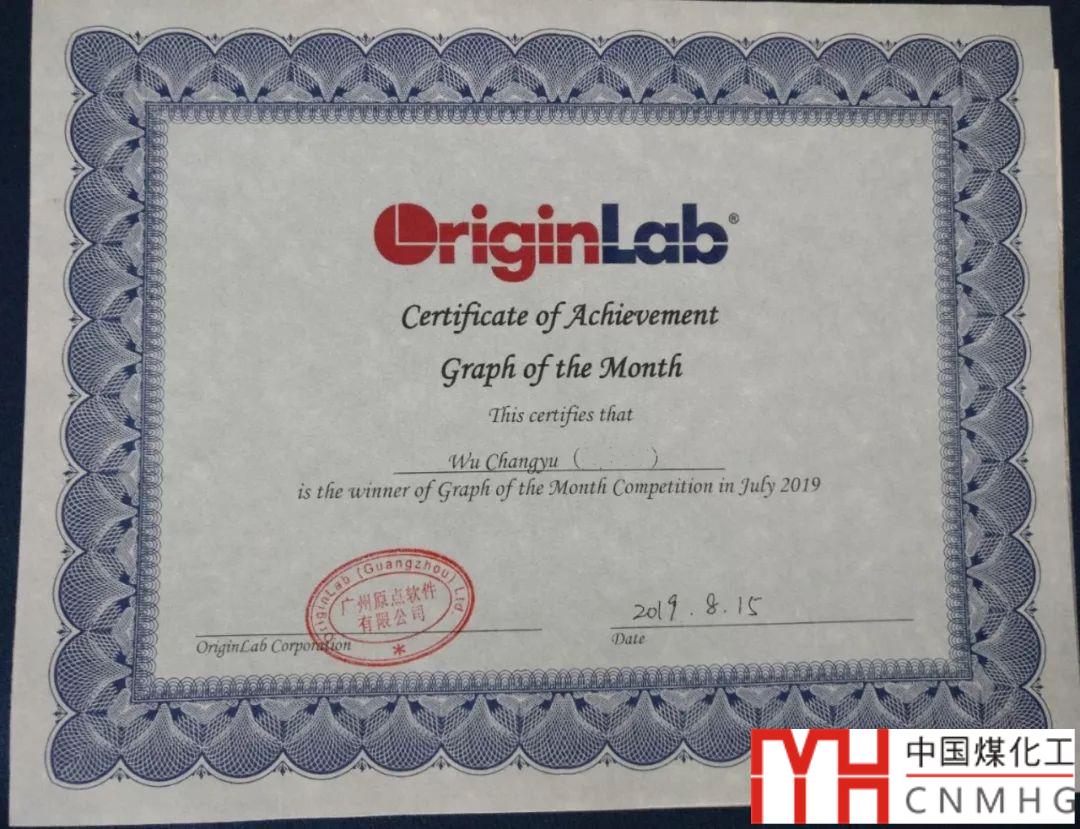 OriginLab®
Certificate of Achievement
Graph of the Month
This certifies that
Wu Changyu (    )
is the winner of Graph of the Month Competition in July 2019
OriginLab (Guangzhou) Ltd.
广州原点软件
有限公司
2019.8.15
OriginLab Corporation
Date
MH
中国煤化工
CNMHG